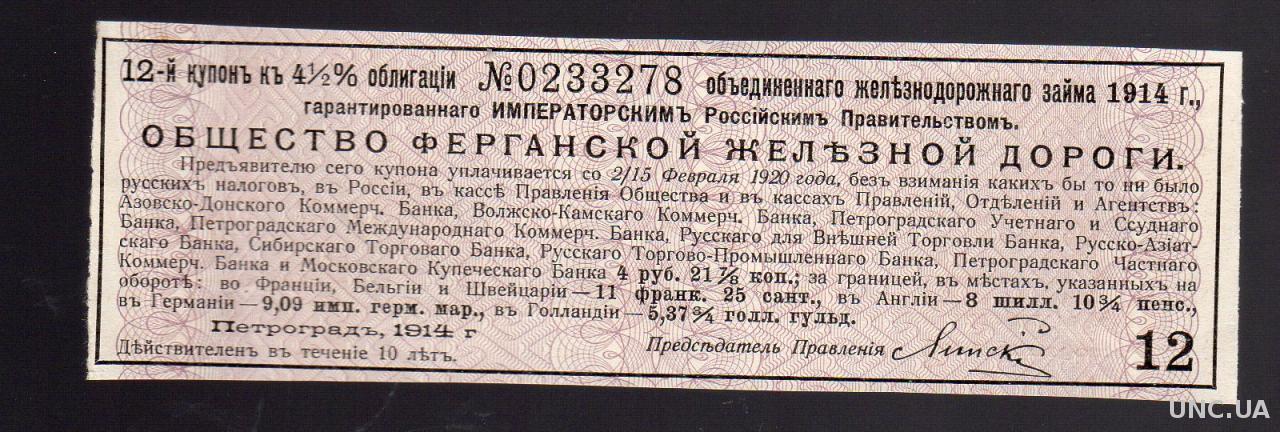 12-й купонъ къ 4½% облигаціи №0233278 объединеннаго желѣзнодорожнаго займа 1914 г.,
гарантированнаго ИМПЕРАТОРСКИМЪ Россійскимъ Правительствомъ.
ОБЩЕСТВО ФЕРГАНСКОЙ ЖЕЛѢЗНОЙ ДОРОГИ.
Предъявителю сего купона уплачивается со 2/15 Февраля 1920 года, безъ взиманія какихъ бы то ни было
русскихъ налоговъ, въ Россіи, въ кассѣ Правленія Общества и въ кассахъ Правленій, Отдѣленій и Агентствъ:
Азовско-Донского Коммерч. Банка, Волжско-Камскаго Коммерч. Банка, Петроградскаго Учетнаго и Ссуднаго
Банка, Петроградскаго Международнаго Коммерч. Банка, Русскаго для Внѣшней Торговли Банка, Русско-Азіат-
скаго Банка, Сибирскаго Торговаго Банка, Русскаго Торгово-Промышленнаго Банка, Петроградскаго Частнаго
Коммерч. Банка и Московскаго Купеческаго Банка 4 руб. 21⅞ коп.; за границей, въ мѣстахъ, указанныхъ на
оборотѣ: во Франціи, Бельгіи и Швейцаріи—11 франк. 25 сант., въ Англіи—8 шилл. 10¾ пенс.,
въ Германіи—9,09 имп. герм. мар., въ Голландіи—5,37¾ голл. гульд.
Петроградъ, 1914 г
Дѣйствителенъ въ теченіе 10 лѣтъ.
Предсѣдатель Правленія
12
UNC.UA